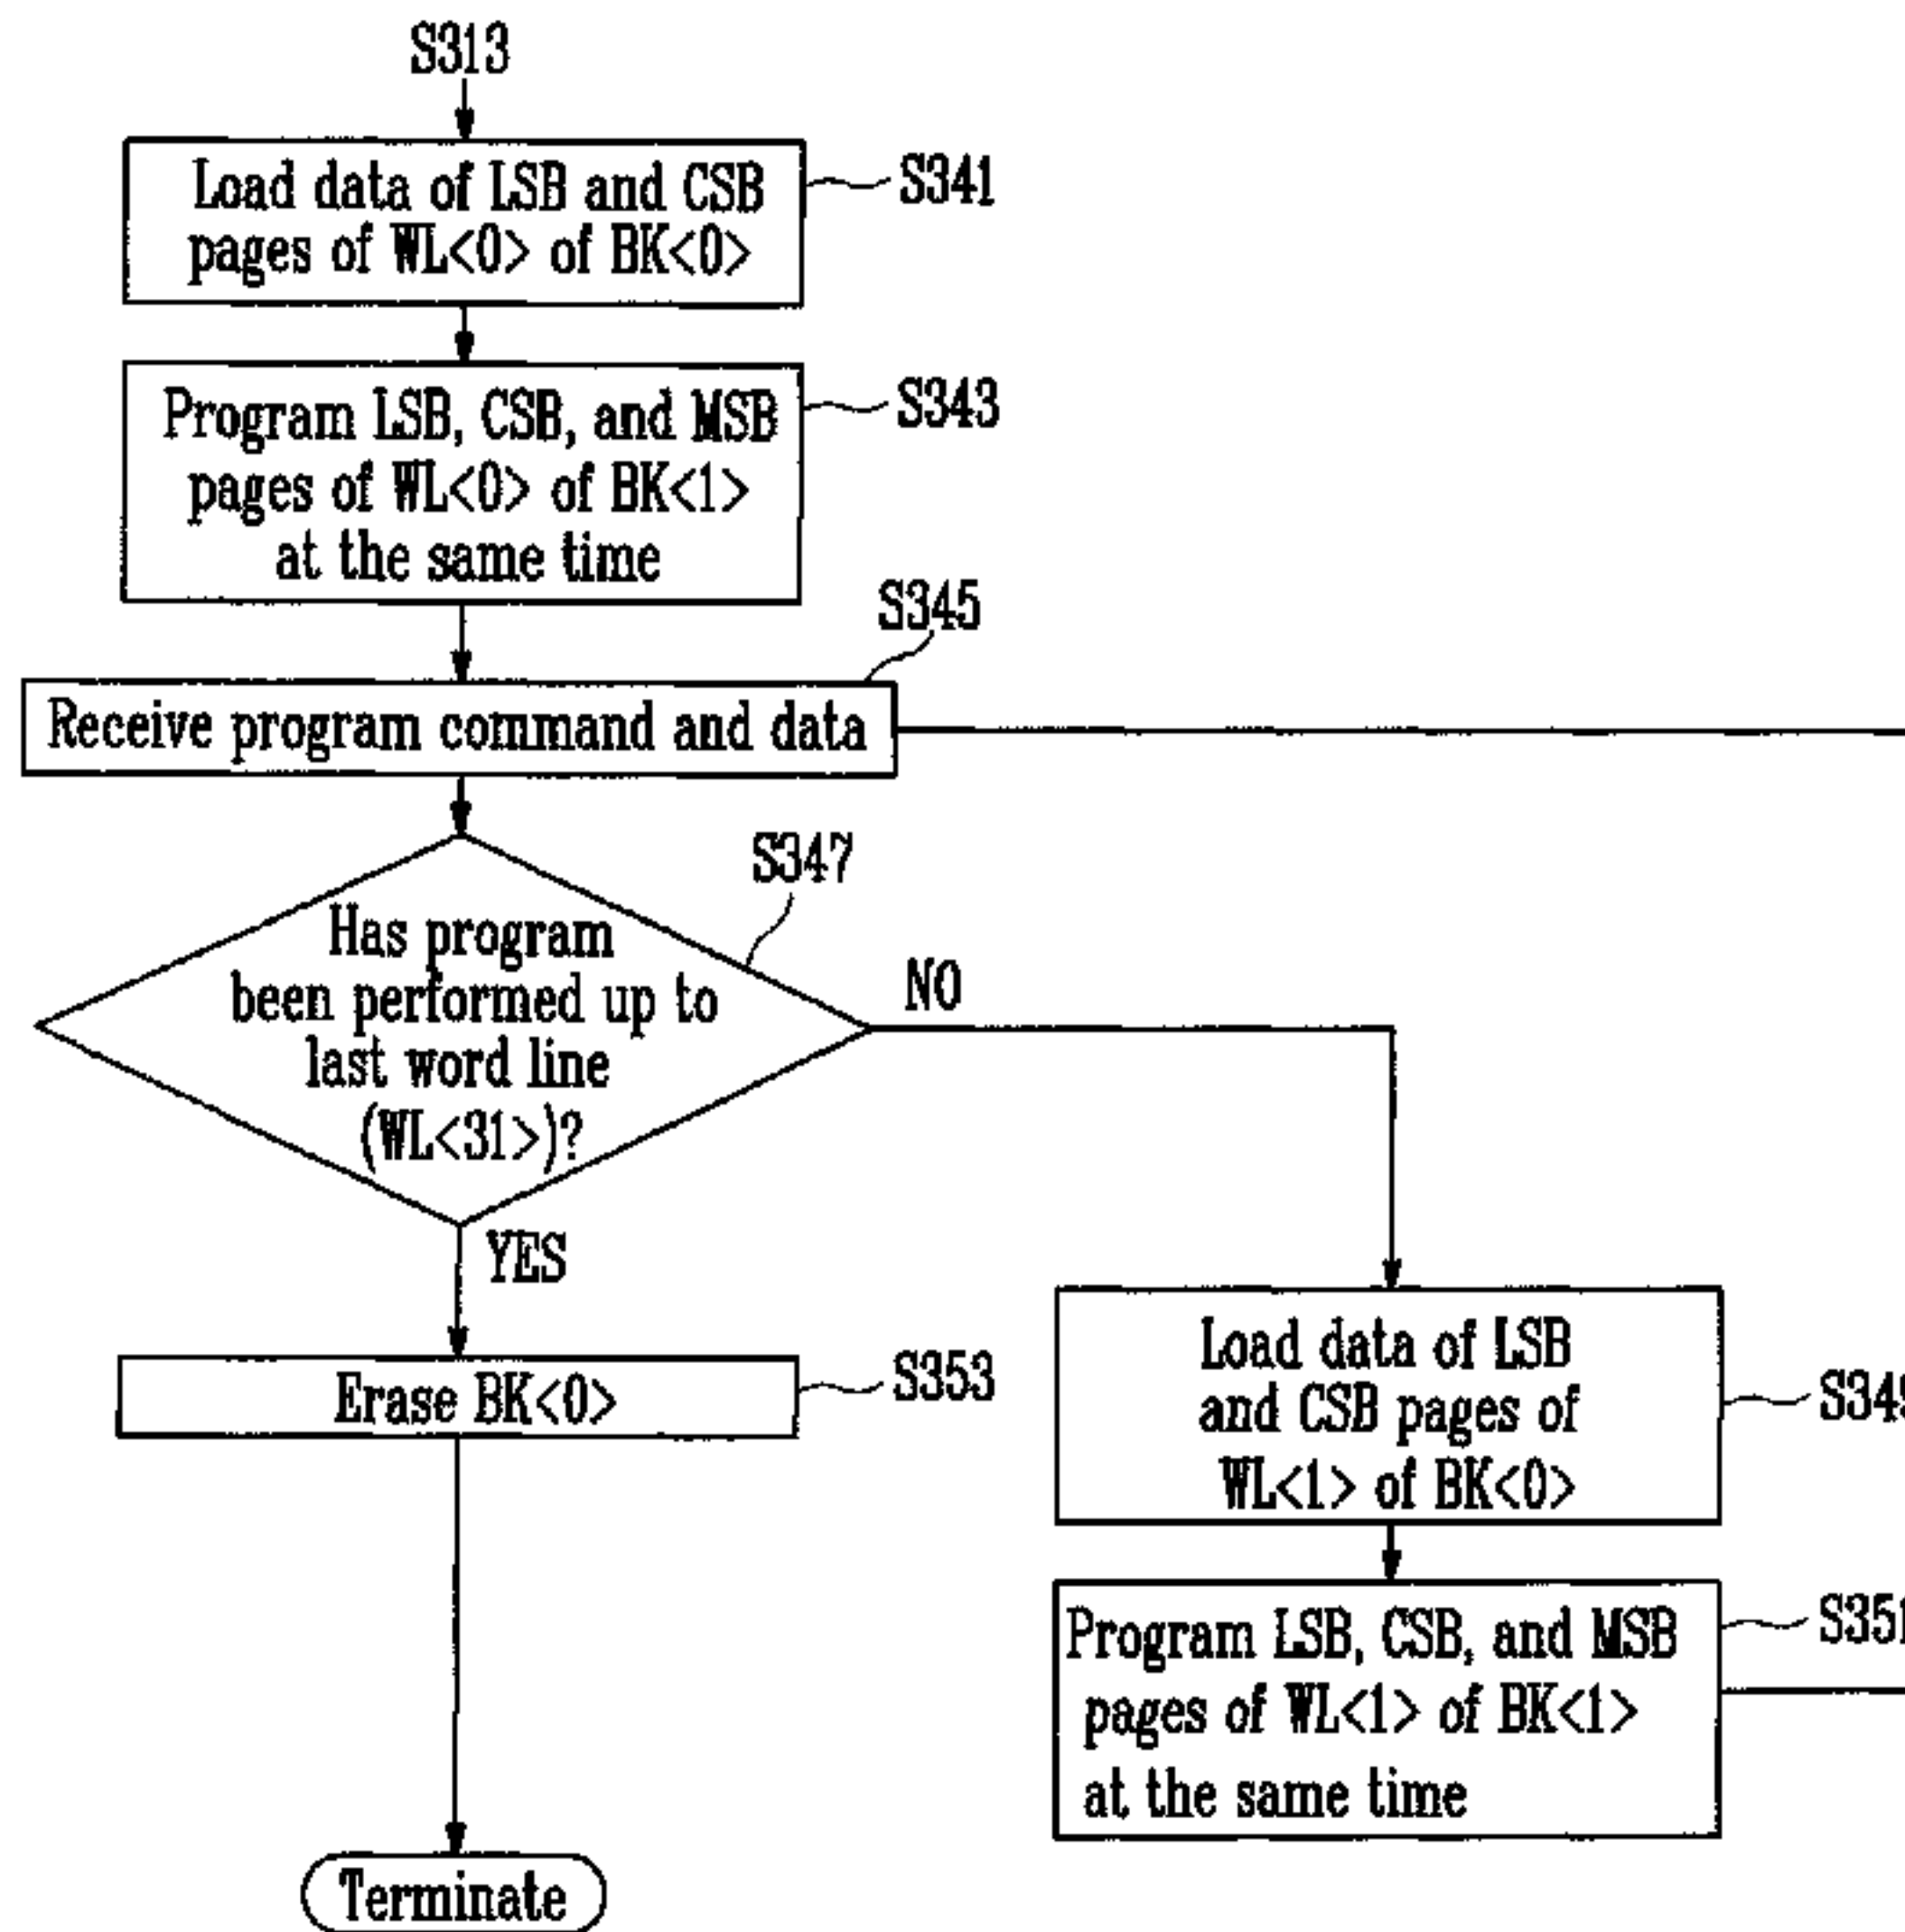 S313
Load data of LSB and CSB
pages of WL<0> of BK<0>
S341
Program LSB, CSB, and MSB
pages of WL<0> of BK<1>
at the same time
S343
S345
Receive program command and data
S347
Has program
been performed up to
last word line
(WL<31>)?
NO
YES
Erase BK<0>
S353
Load data of LSB
and CSB pages of
WL<1> of BK<0>
S349
Program LSB, CSB, and MSB
pages of WL<1> of BK<1>
at the same time
S351
Terminate